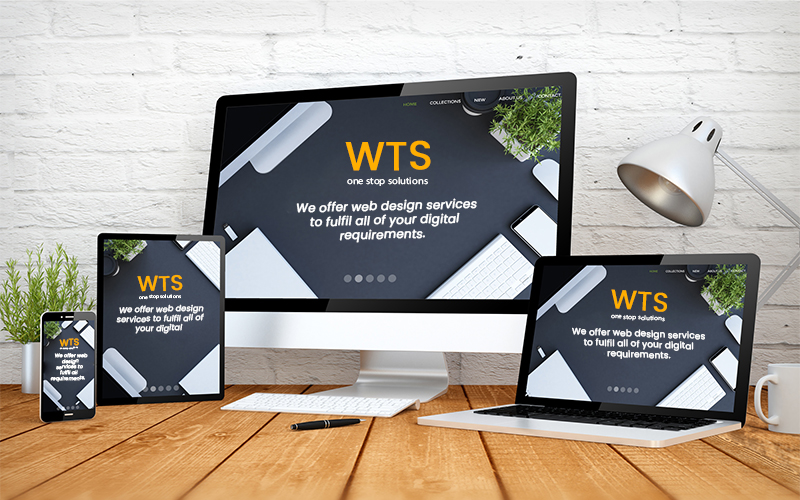 HOME COLLECTIONS NEW ABOUT US CONTACT
WTS
one stop solutions
We offer web design services
to fulfil all of your digital
requirements.
WTS
one stop solutions
We offer web design
services to fulfil all of
your digital
WTS
We offer web
design
services to
fulfil all
of your digital
requirements.
HOME COLLECTIONS NEW ABOUT US CONTACT
WTS
one stop solutions
We offer web design services
to fulfil all of your digital
requirements.